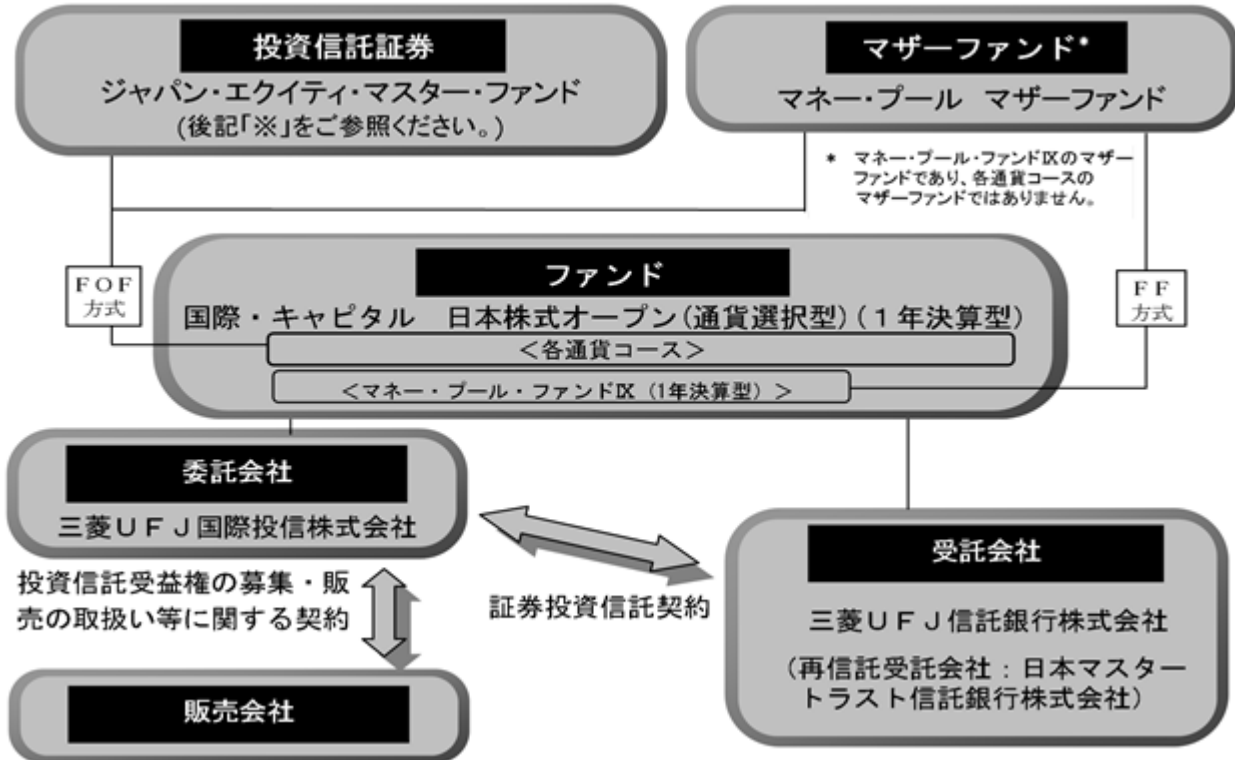 投資信託証券
ジャパン・エクイティ・マスター・ファンド
(後記「※」をご参照ください。)
マザーファンド*
マネー・プール　マザーファンド
* マネー・プール・ファンドⅨのマザー
ファンドであり、各通貨コースの
マザーファンドではありません。
ＦＯＦ
方式
ファンド
国際・キャピタル　日本株式オープン(通貨選択型)(１年決算型)
＜各通貨コース＞
＜マネー・プール・ファンドⅨ（1年決算型）＞
ＦＦ
方式
委託会社
三菱ＵＦＪ国際投信株式会社
投資信託受益権の募集・販
売の取扱い等に関する契約
販売会社
証券投資信託契約
受託会社
三菱ＵＦＪ信託銀行株式会社
(再信託受託会社：日本マスター
トラスト信託銀行株式会社)